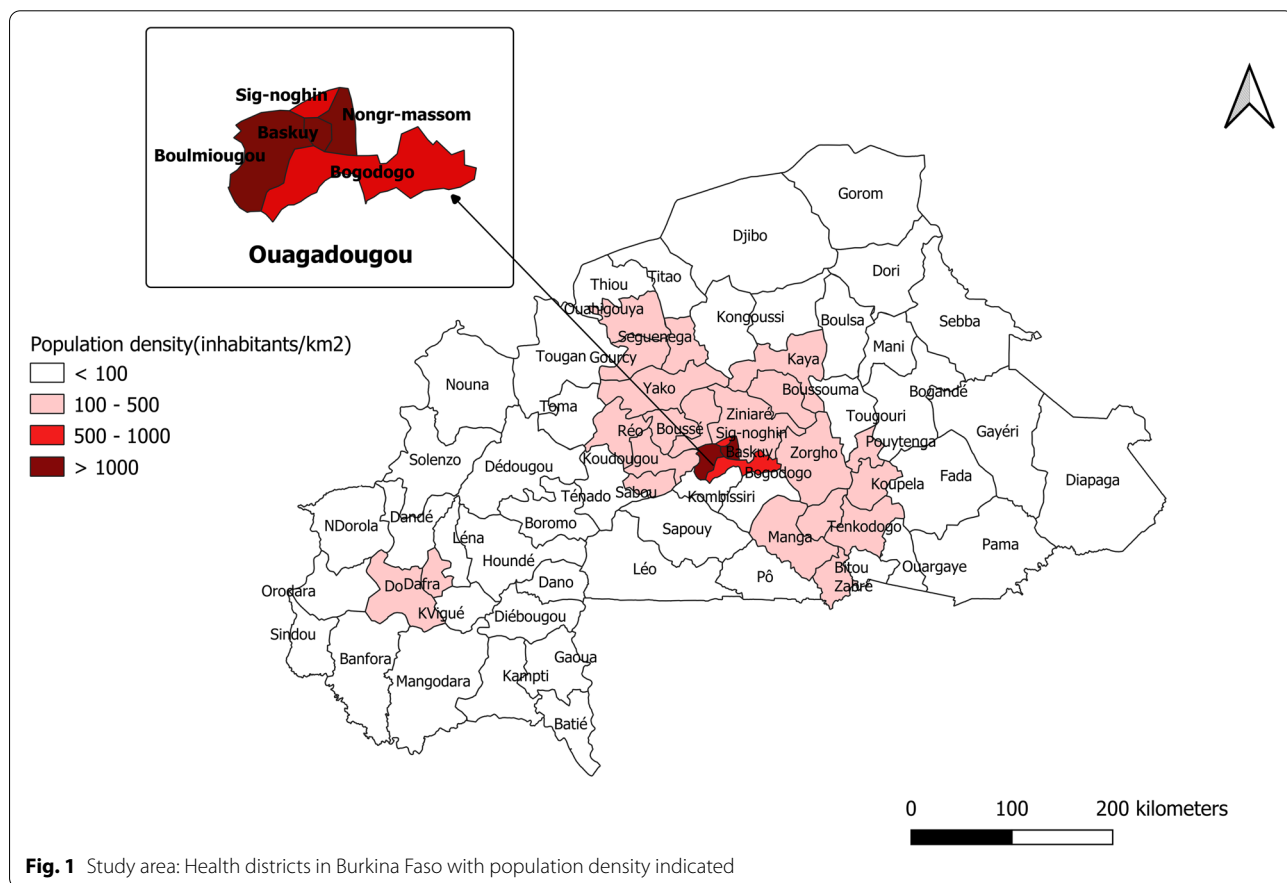 Sig-noghin
Nongr-massom
Baskuy
Boulmiougou
Bogodogo
Ouagadougou
Population density(inhabitants/km2)
< 100
100 - 500
500 - 1000
> 1000
Gorom
Djibo
Dori
Titao
Thiou
Ouahigouya
Kongoussi
Boulsa
Sebba
Seguenega
Mani
Tougan
Gourcy
Kaya
Nouna
Yako
Boussouma
Bogandé
Toma
Ziniaré
Tougouri
Réo
Boussé
Sig-noghin
Gayéri
Pouytenga
Solenzo
Dédougou
Koudougou
Baskuy
Zorgho
Bogodogo
Fada
Diapaga
Koupela
Ténado
Sabou
Kombissiri
NDorola
Dandé
Boromo
Sapouy
Manga
Tenkodogo
Léna
Pama
Houndé
Léo
Pô
Bitou
Ouargaye
Orodara
Do
Dafra
Dano
Zabré
KVigué
Diébougou
Sindou
Banfora
Gaoua
Mangodara
Kampti
Batié
0 100 200 kilometers
Fig. 1 Study area: Health districts in Burkina Faso with population density indicated